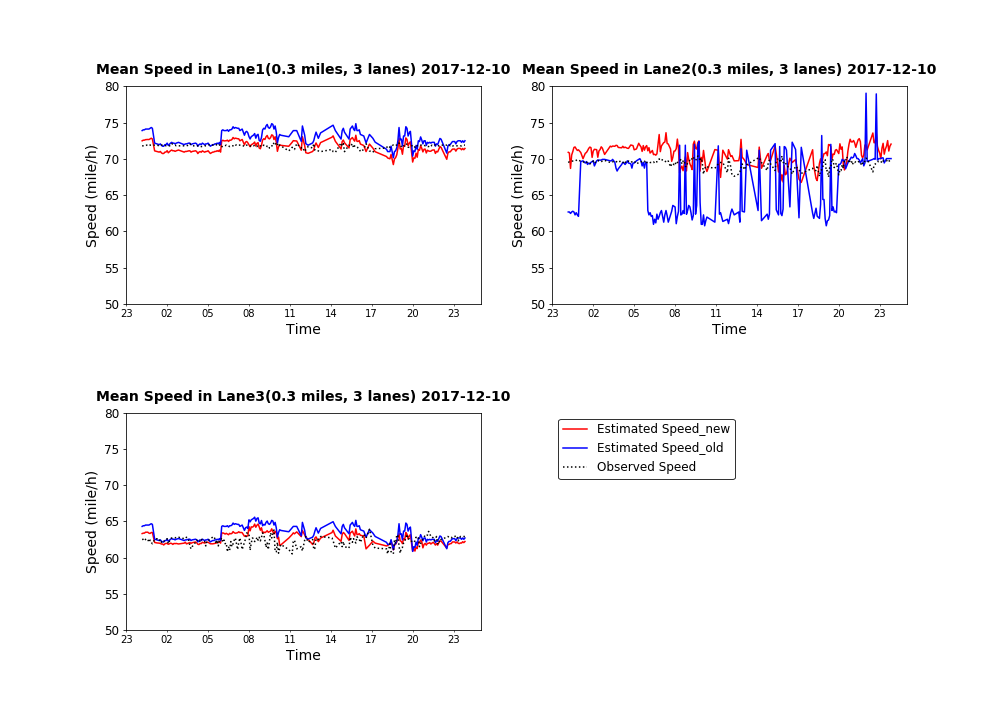 Mean Speed in Lane1(0.3 miles, 3 lanes) 2017-12-10
80
75
70
65
60
55
50
Speed (mile/h)
23 02 05 08 11 14 17 20 23
Time
Mean Speed in Lane2(0.3 miles, 3 lanes) 2017-12-10
80
75
70
65
60
55
50
Speed (mile/h)
23 02 05 08 11 14 17 20 23
Time
Mean Speed in Lane3(0.3 miles, 3 lanes) 2017-12-10
80
75
70
65
60
55
50
Speed (mile/h)
23 02 05 08 11 14 17 20 23
Time
Estimated Speed_new
Estimated Speed_old
Observed Speed